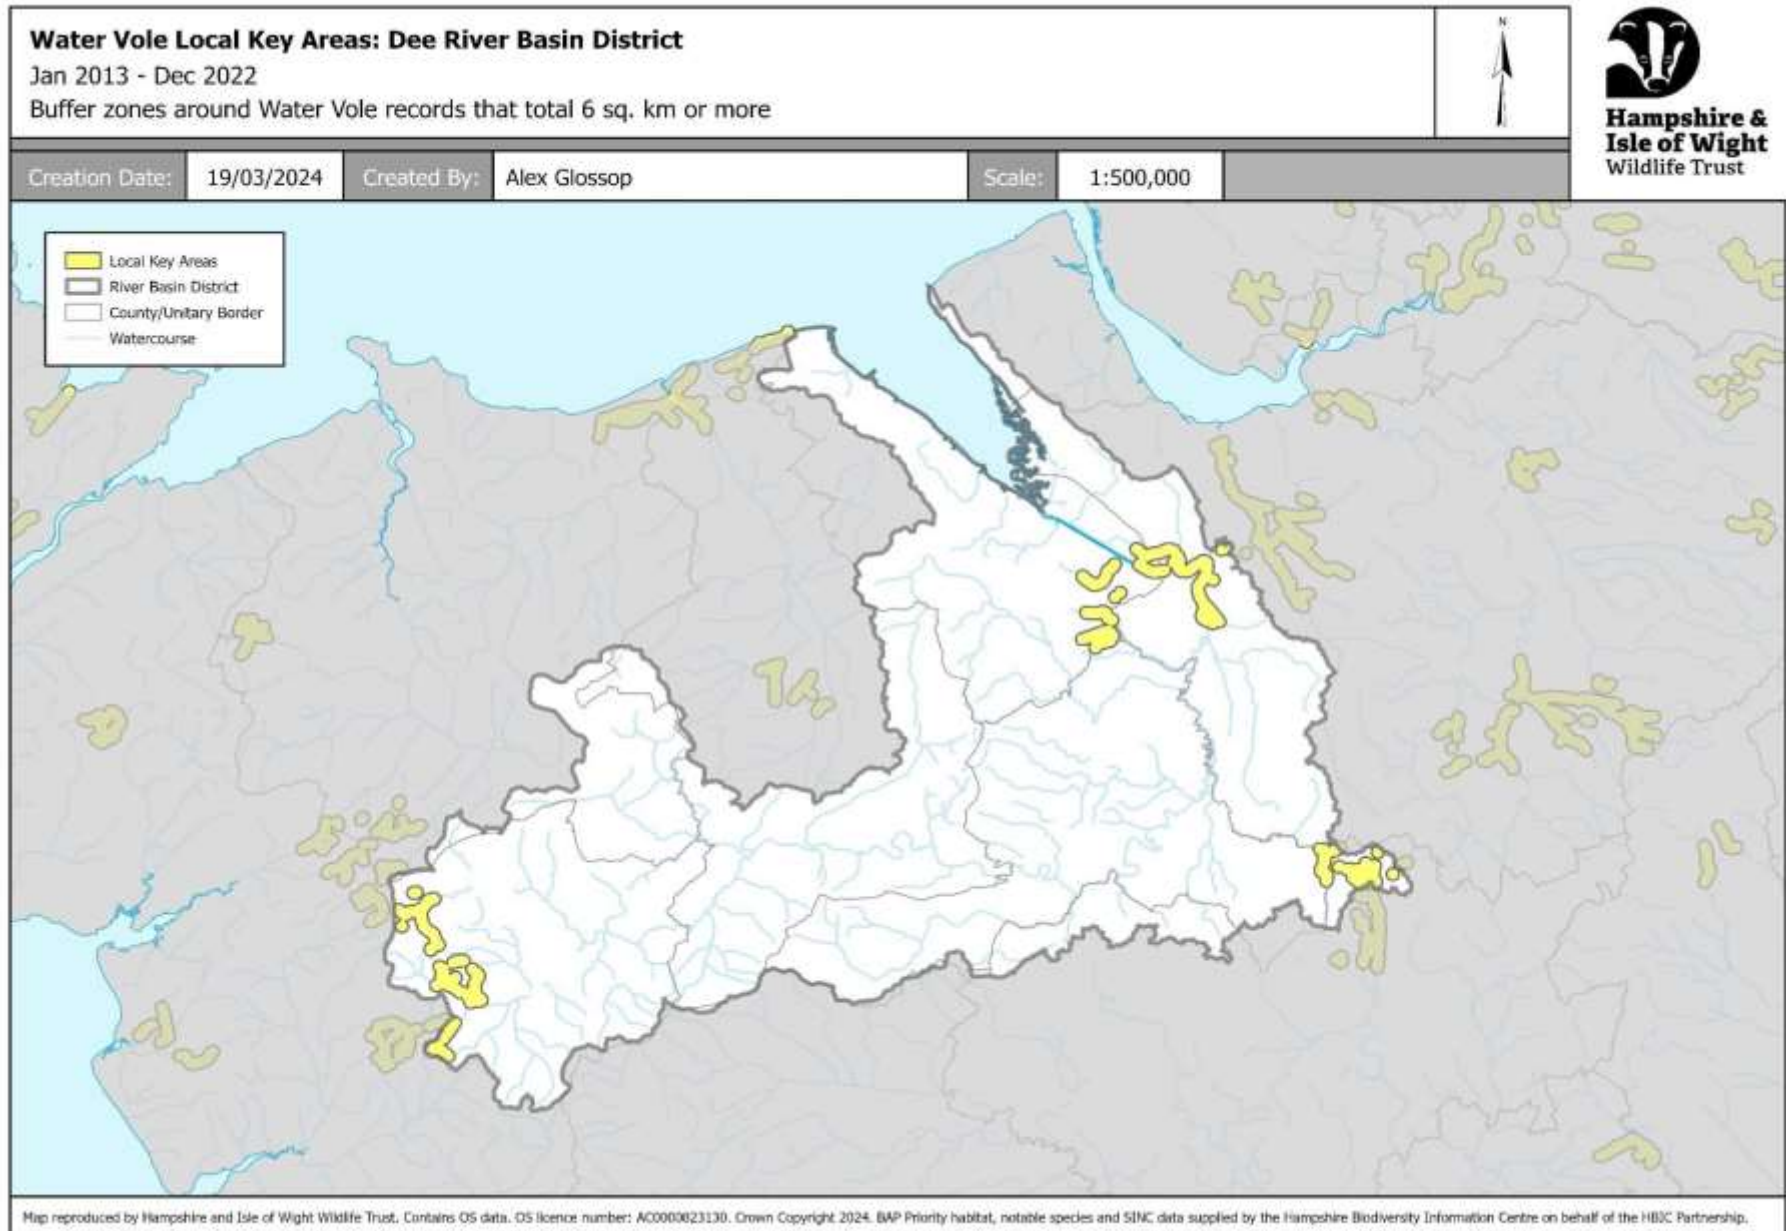 Water Vole Local Key Areas: Dee River Basin District
Jan 2013 - Dec 2022
Buffer zones around Water Vole records that total 6 sq. km or more
N
Hampshire &
Isle of Wight
Wildlife Trust
Creation Date: 19/03/2024 Created By: Alex Glossop Scale: 1:500,000
Local Key Areas
River Basin District
County/Unitary Border
Watercourse
Map reproduced by Hampshire and Isle of Wight Wildlife Trust. Contains OS data. OS licence number: AC0000823130. Crown Copyright 2024. BAP Priority habitat, notable species and SINC data supplied by the Hampshire Biodiversity Information Centre on behalf of the HBIC Partnership.